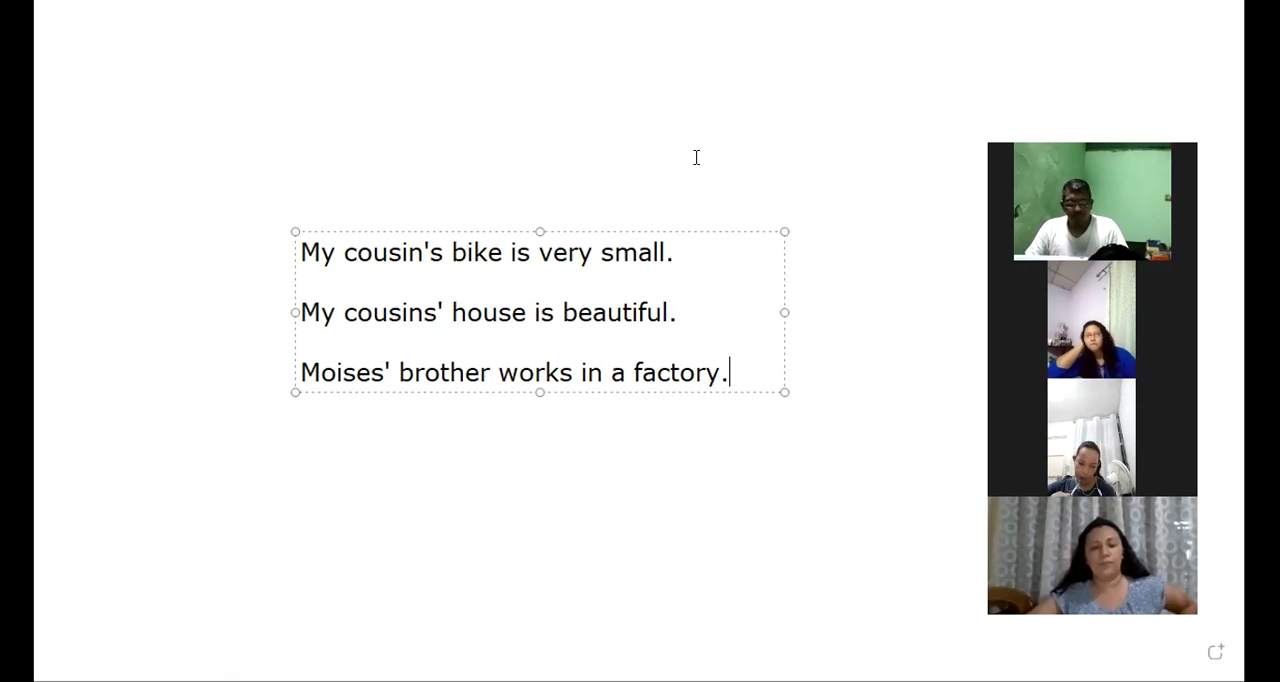 My cousin's bike is very small.
My cousins' house is beautiful.
Moises' brother works in a factory.